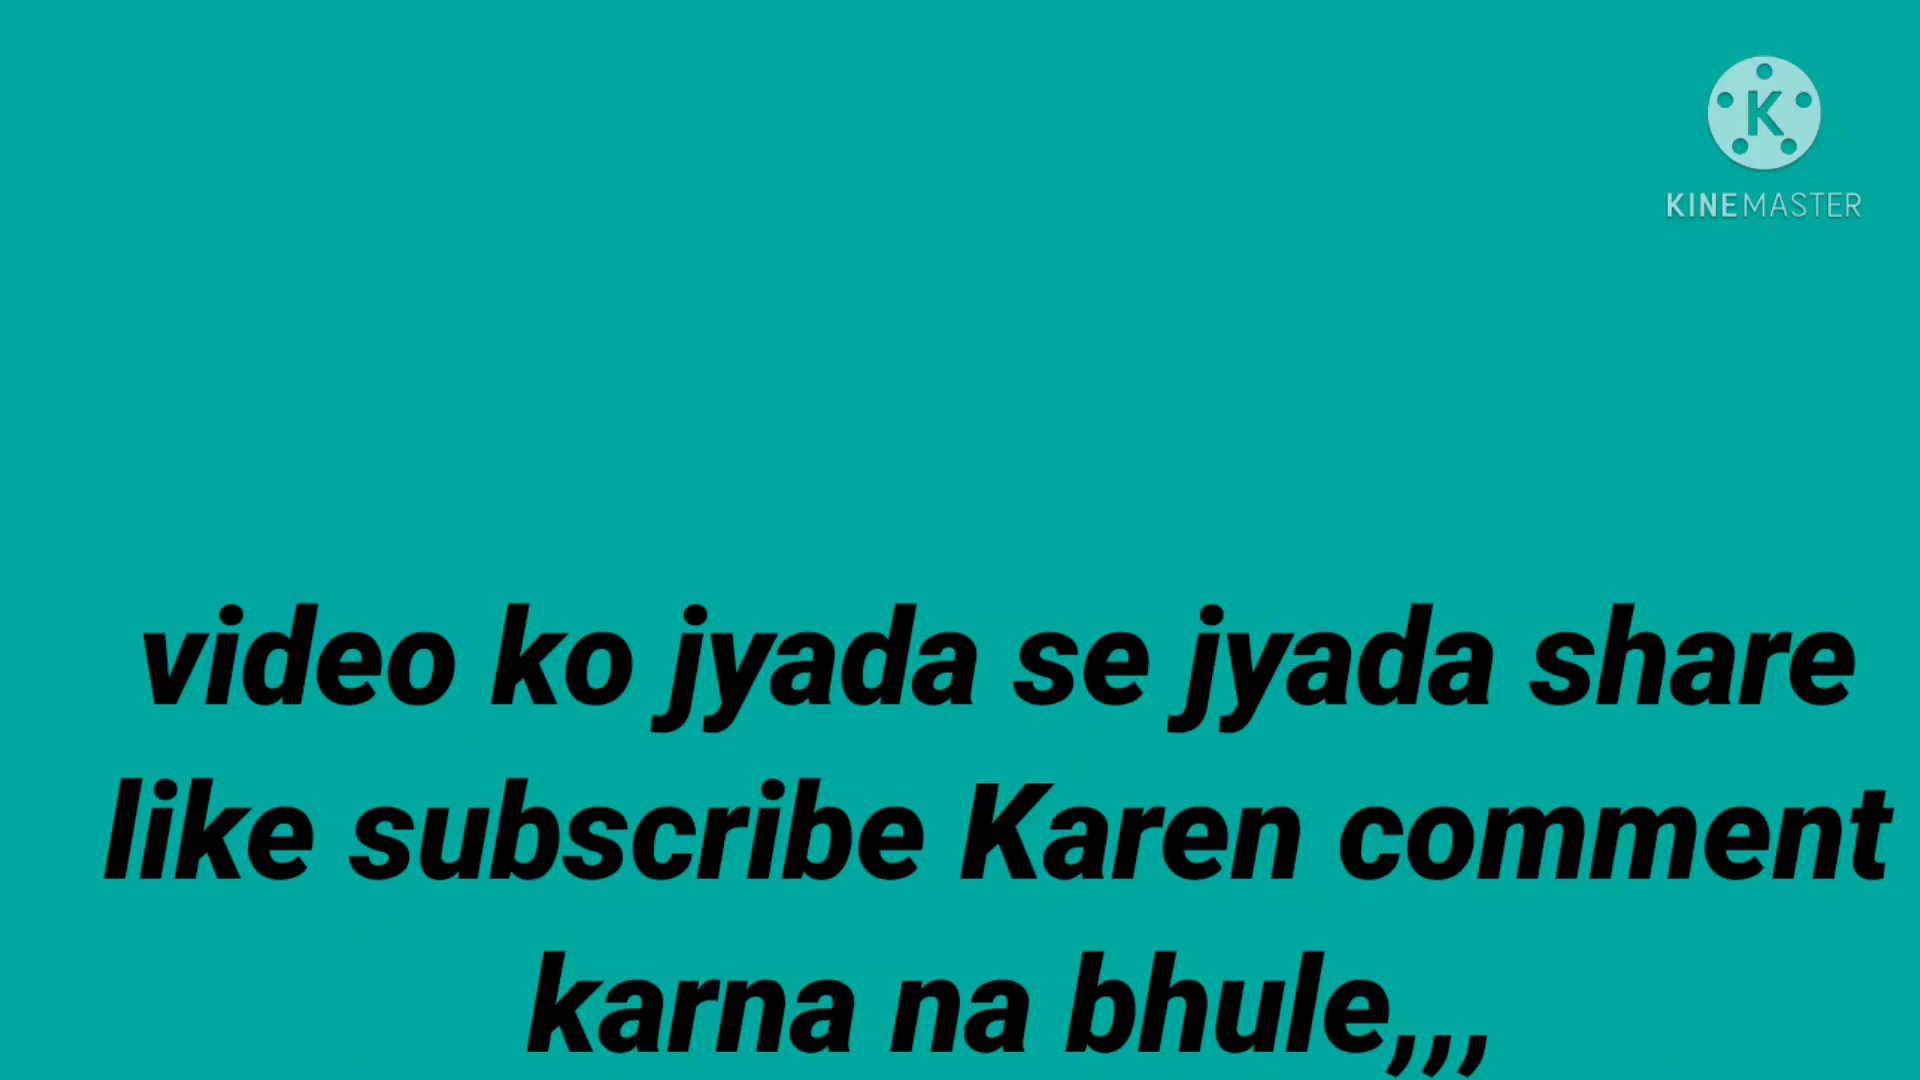 K
KINEMASTER
video ko jyada se jyada share
like subscribe Karen comment
karna na bhule,,,